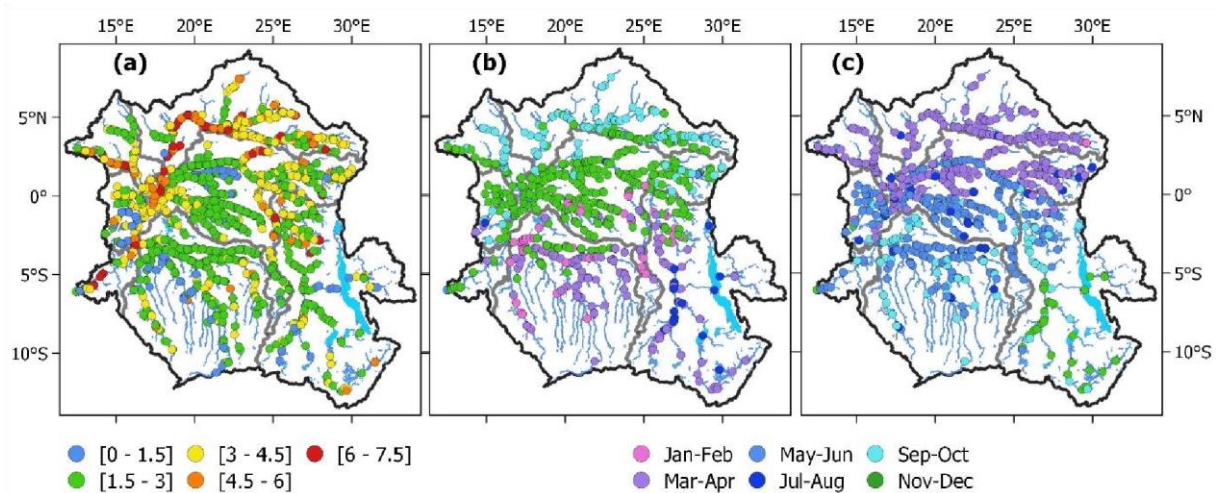 15°E 20°E 25°E 30°E 15°E 20°E 25°E 30°E 15°E 20°E 25°E 30°E
(a) (b) (c)
5°N 5°N
0° 0°
5°S 5°S
10°S 10°S
[0 - 1.5] [3 - 4.5] [6 - 7.5] Jan-Feb May-Jun Sep-Oct
[1.5 - 3] [4.5 - 6] Mar-Apr Jul-Aug Nov-Dec